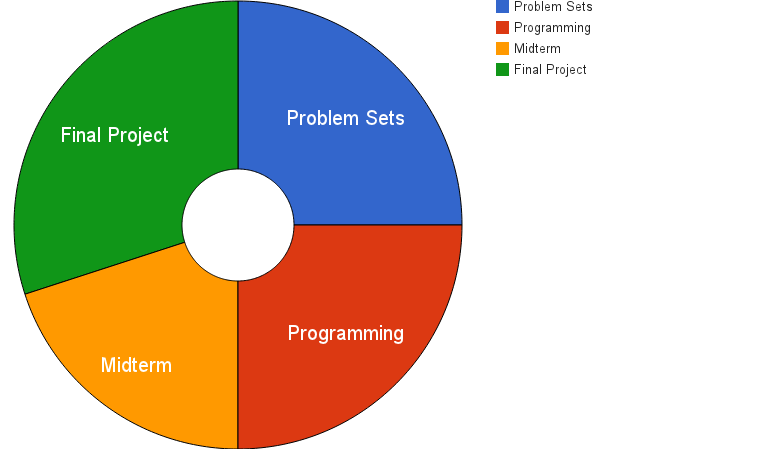 Problem Sets
Programming
Midterm
Final Project
Final Project
Problem Sets
Programming
Midterm